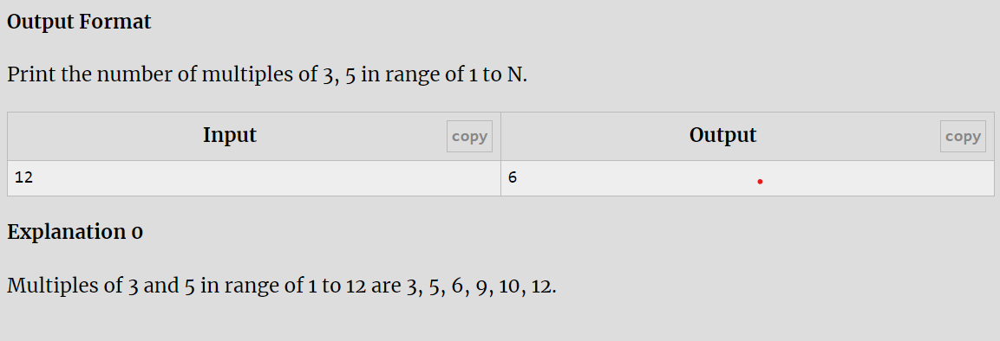 Output Format
Print the number of multiples of 3, 5 in range of 1 to N.
Input copy Output copy
12 6
Explanation 0
Multiples of 3 and 5 in range of 1 to 12 are 3, 5, 6, 9, 10, 12.